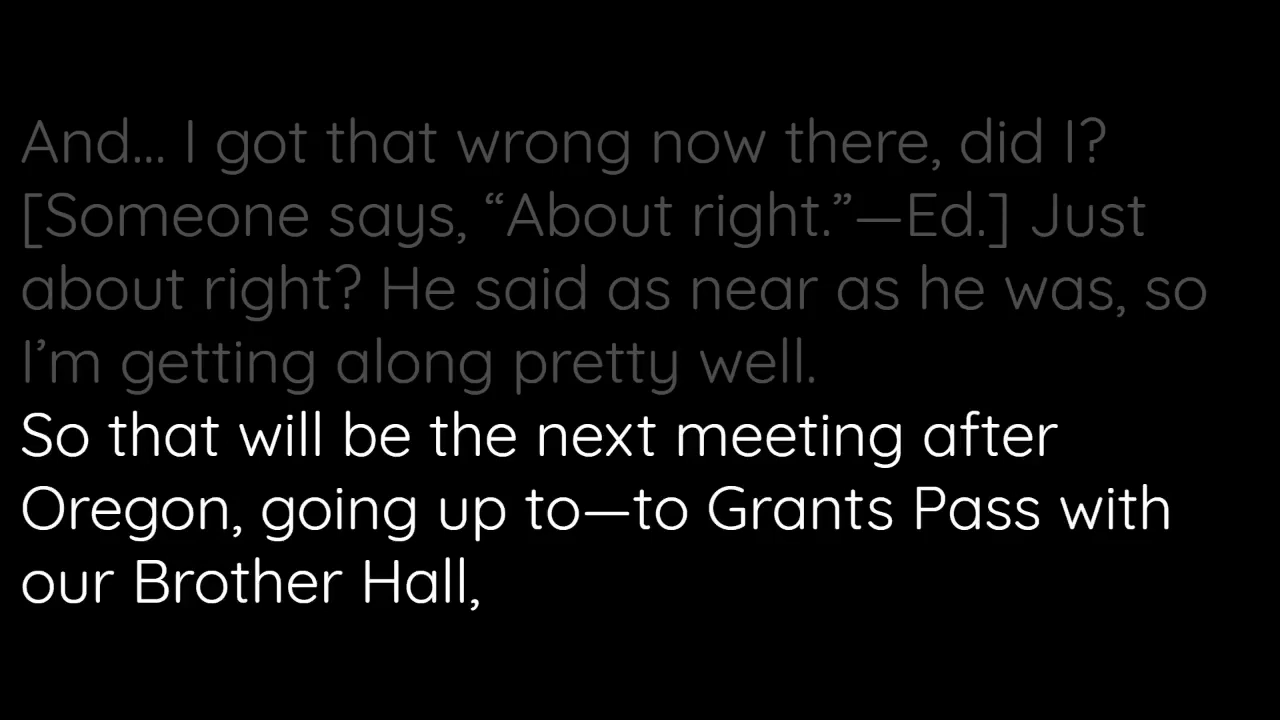 And... I got that wrong now there, did I?
[Someone says, “About right.”—Ed.] Just
about right? He said as near as he was, so
I’m getting along pretty well.
So that will be the next meeting after
Oregon, going up to—to Grants Pass with
our Brother Hall,